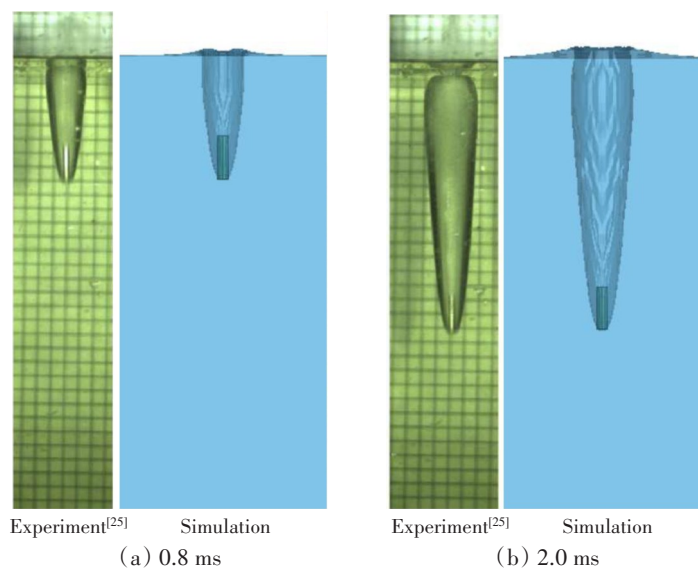 Experiment[25] Simulation Experiment[25] Simulation
(a) 0.8 ms (b) 2.0 ms